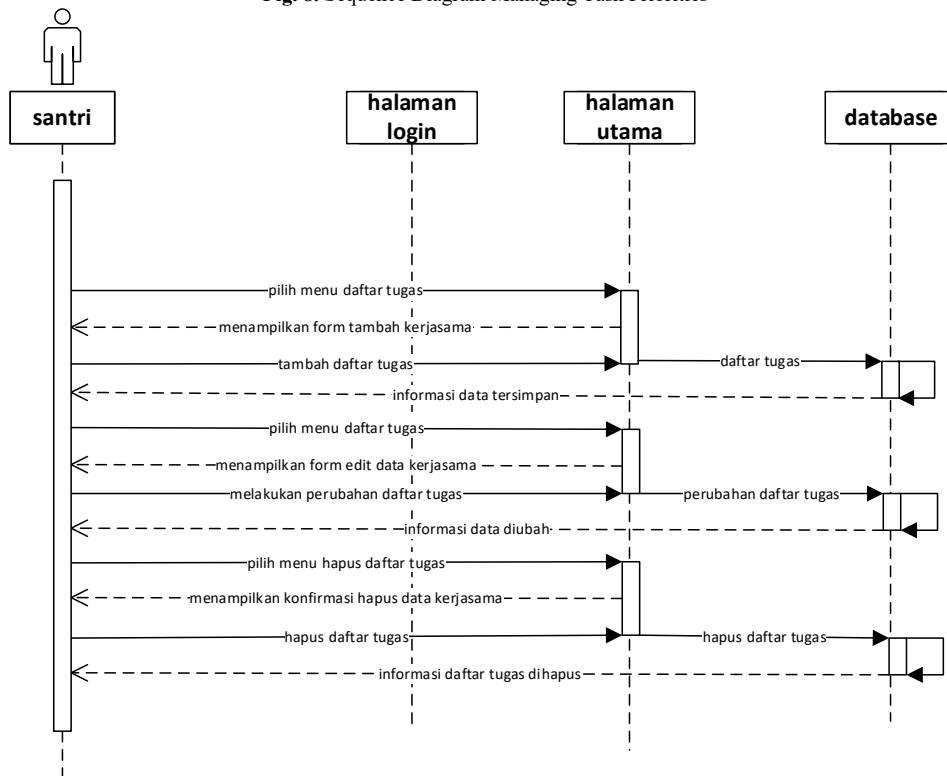 Fig. Sequence Diagram Managing Task Priorities
santri
halaman
login
halaman
utama
database
pilih menu daftar tugas
menampilkan form tambah kerjasama
tambah daftar tugas
daftar tugas
informasi data tersimpan
pilih menu daftar tugas
menampilkan form edit data kerjasama
melakukan perubahan daftar tugas
perubahan daftar tugas
informasi data diubah
pilih menu hapus daftar tugas
menampilkan konfirmasi hapus data kerjasama
hapus daftar tugas
hapus daftar tugas
informasi daftar tugas dihapus